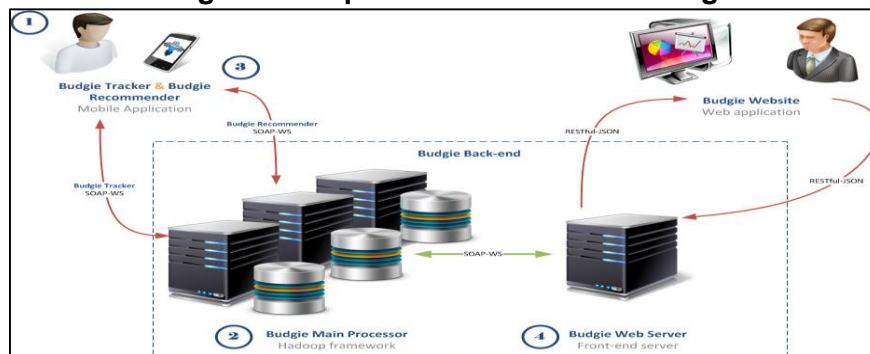 1
Budgie Tracker & Budgie
Recommender
Mobile Application
3
Budgie Recommender
SOAP-WS
Budgie Tracker
SOAP-WS
Budgie Website
Web application
RESTful-JSON
RESTful-JSON
Budgie Back-end
SOAP-WS
2
Budgie Main Processor
Hadoop framework
4
Budgie Web Server
Front-end server